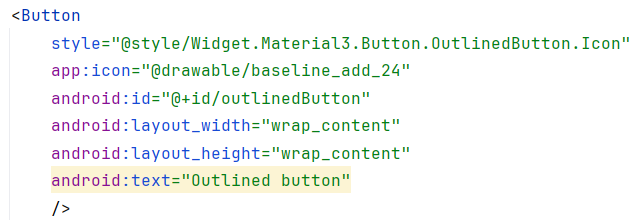 <Button
style="@style/Widget.Material3.Button.OutlinedButton.Icon"
app:icon="@drawable/baseline_add_24"
android:id="@+id/outlinedButton"
android:layout_width="wrap_content"
android:layout_height="wrap_content"
android:text="Outlined button"
/>